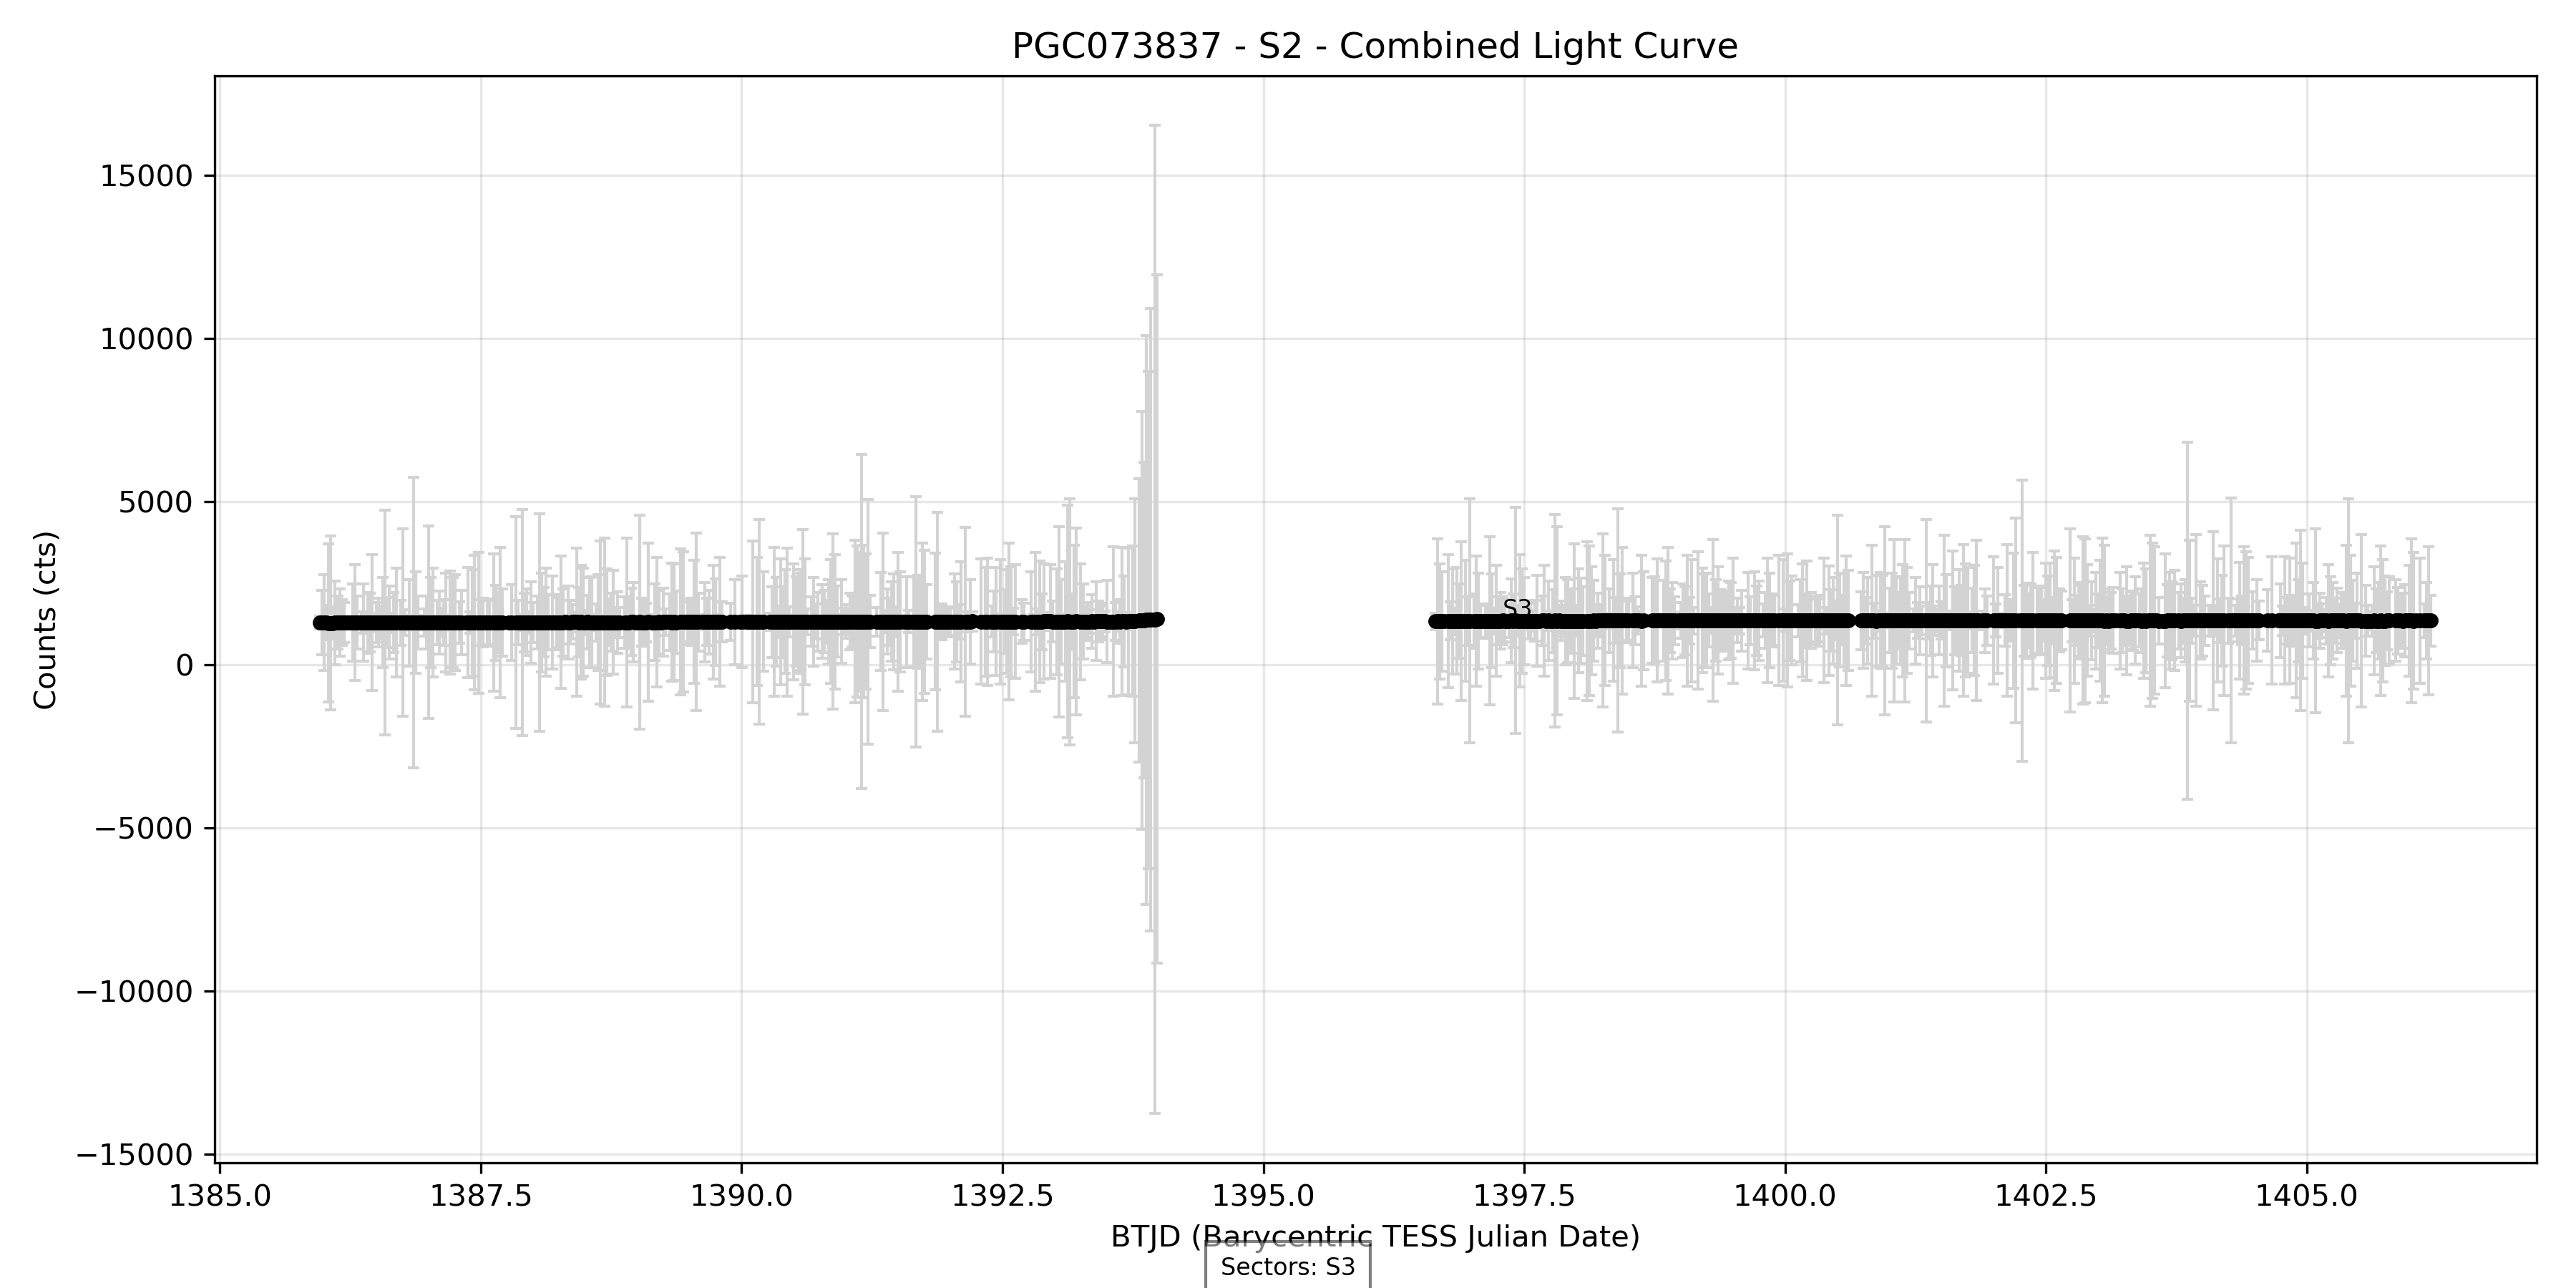 PGC073837 - S2 - Combined Light Curve
Counts (cts)
15000
10000
5000
0
−5000
−10000
−15000
S3
1385.0 1387.5 1390.0 1392.5 1395.0 1397.5 1400.0 1402.5 1405.0
BTJD (Barycentric TESS Julian Date)
Sectors: S3